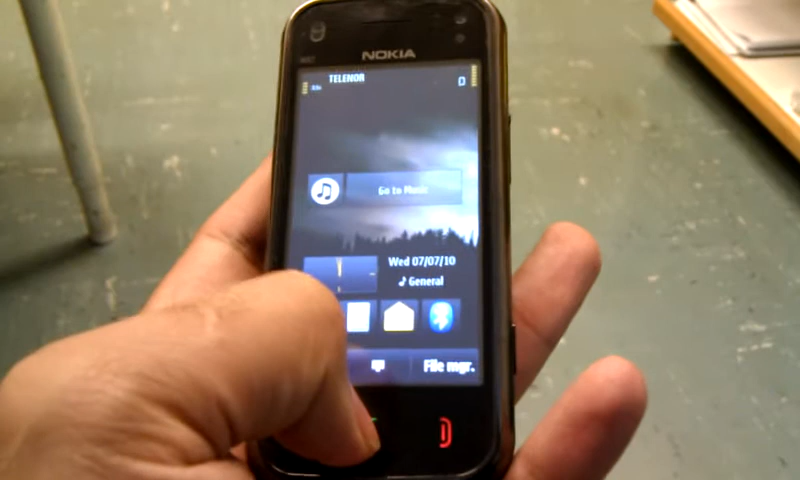 NOKIA
TELENOR
Go to Music
Wed 07/07/10
General
File mgr.